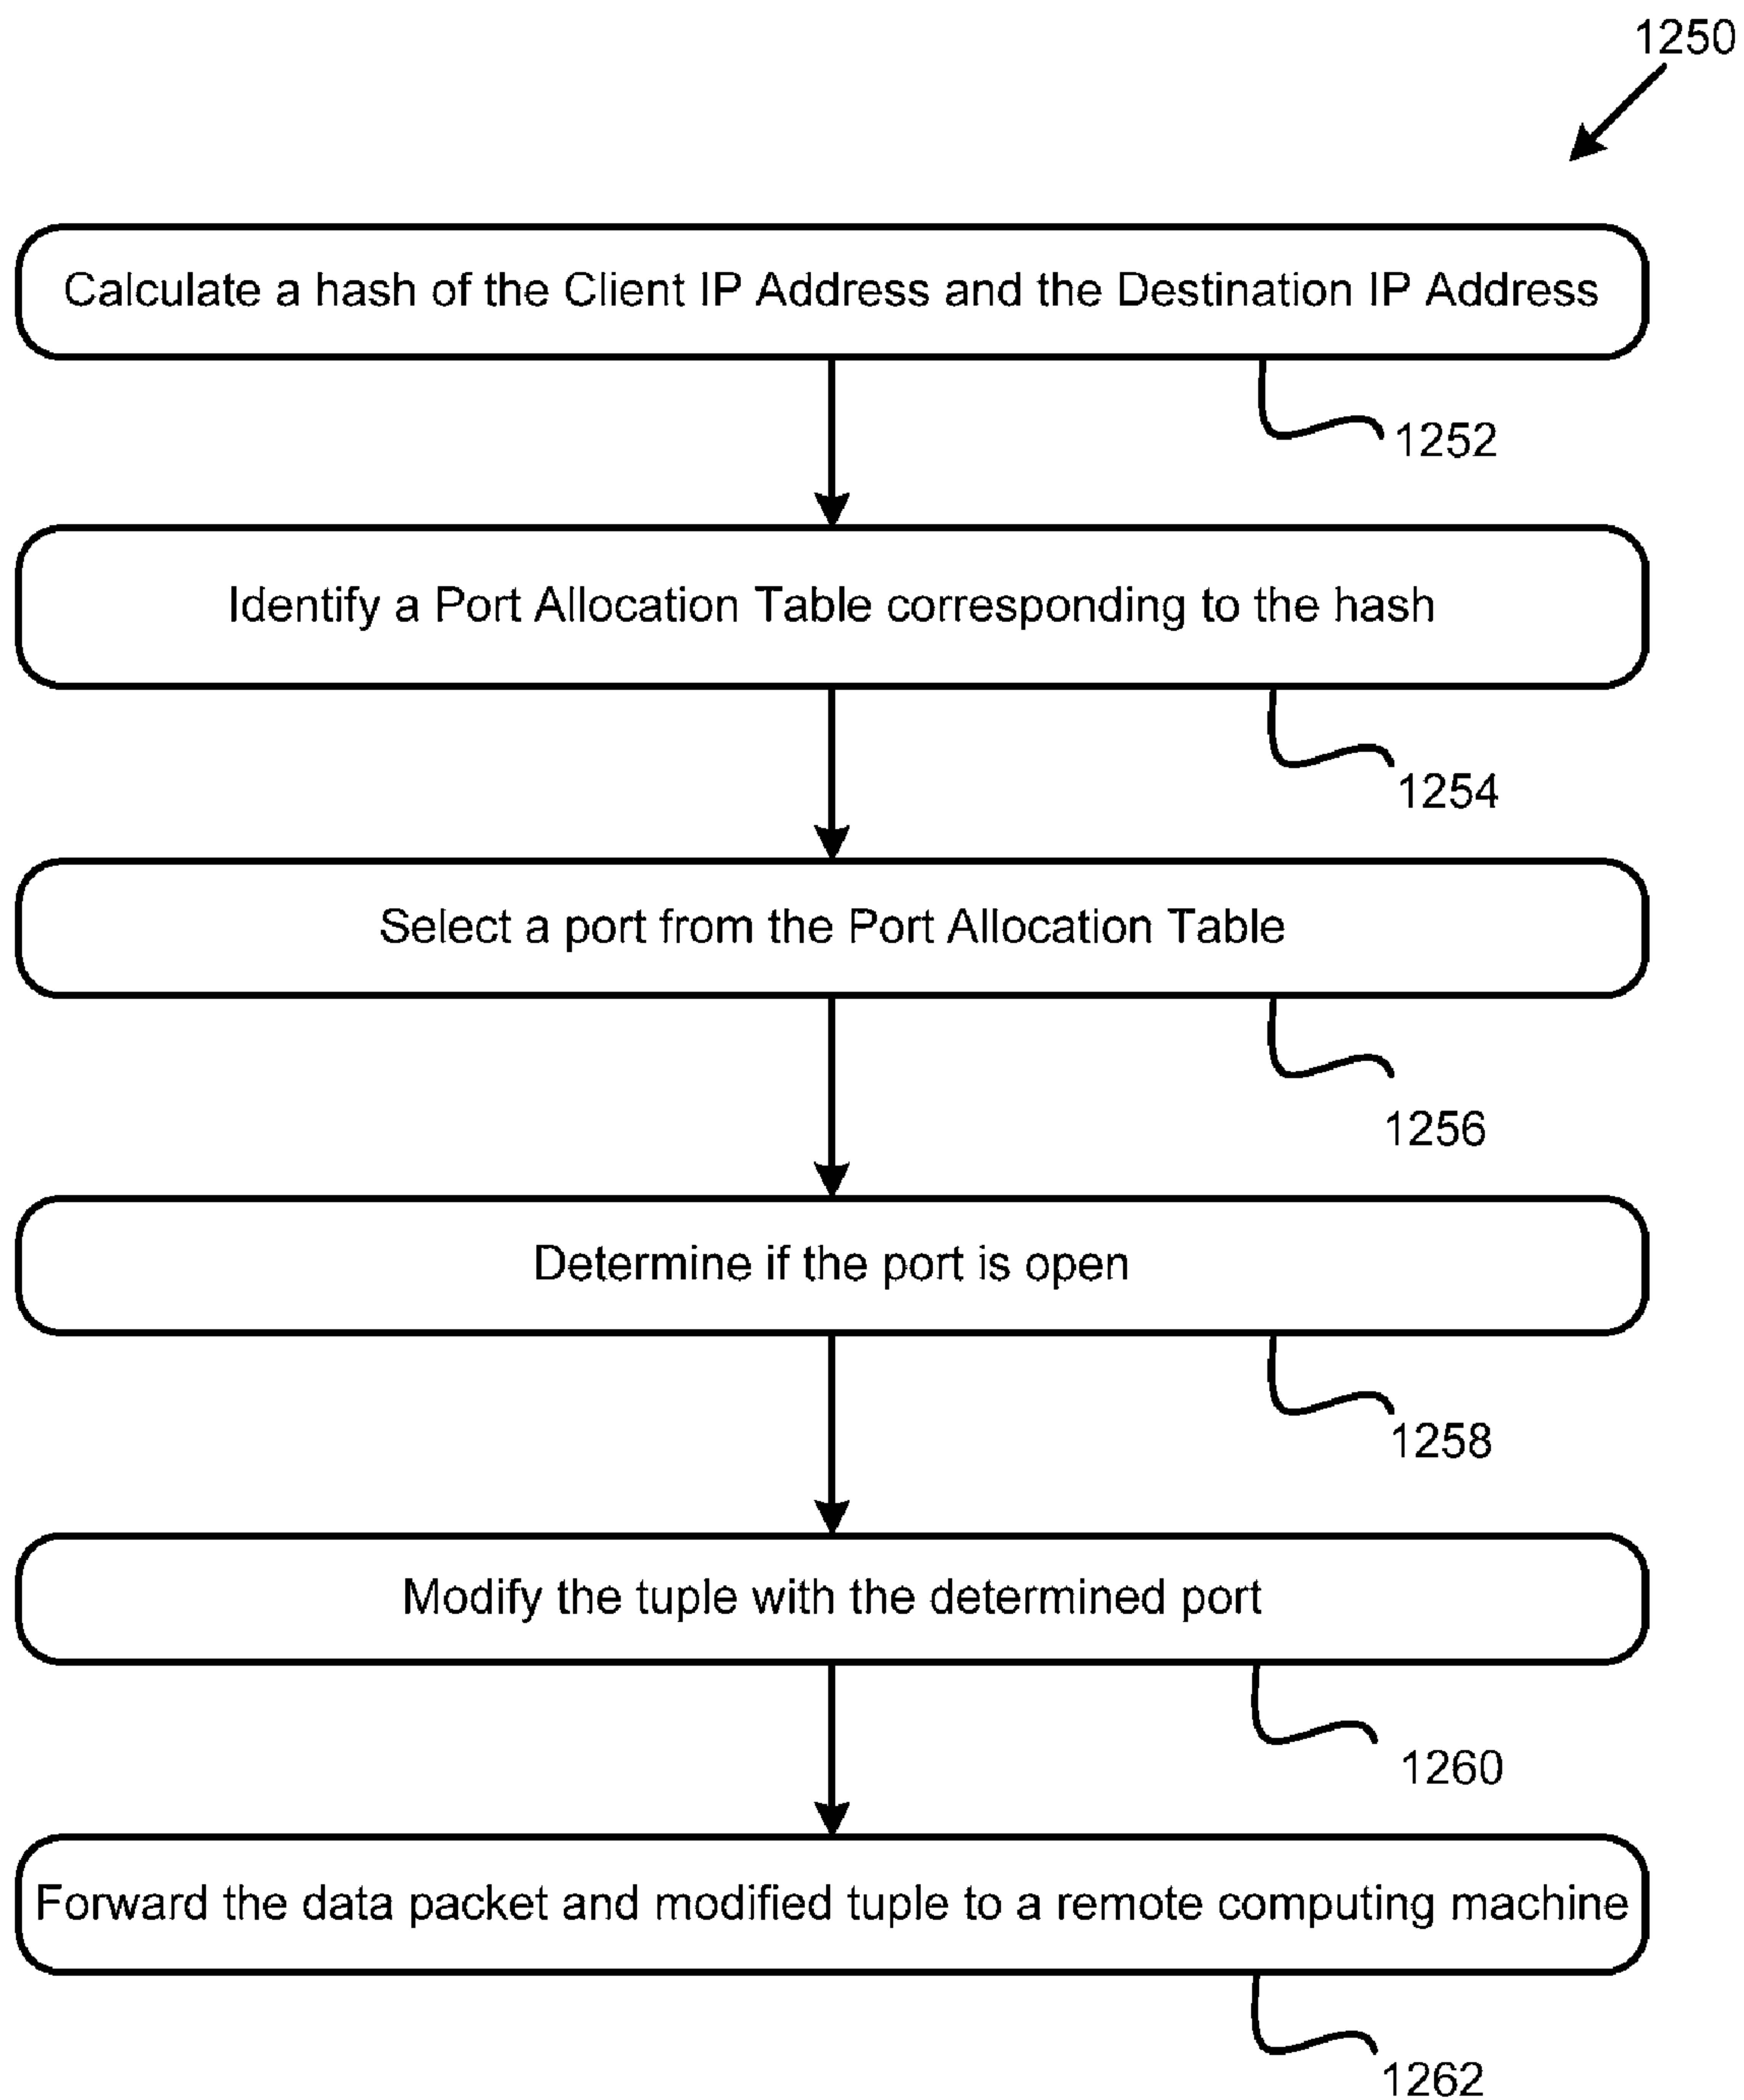 1250
Calculate a hash of the Client IP Address and the Destination IP Address
1252
Identify a Port Allocation Table corresponding to the hash
1254
Select a port from the Port Allocation Table
1256
Determine if the port is open
1258
Modify the tuple with the determined port
1260
Forward the data packet and modified tuple to a remote computing machine
1262